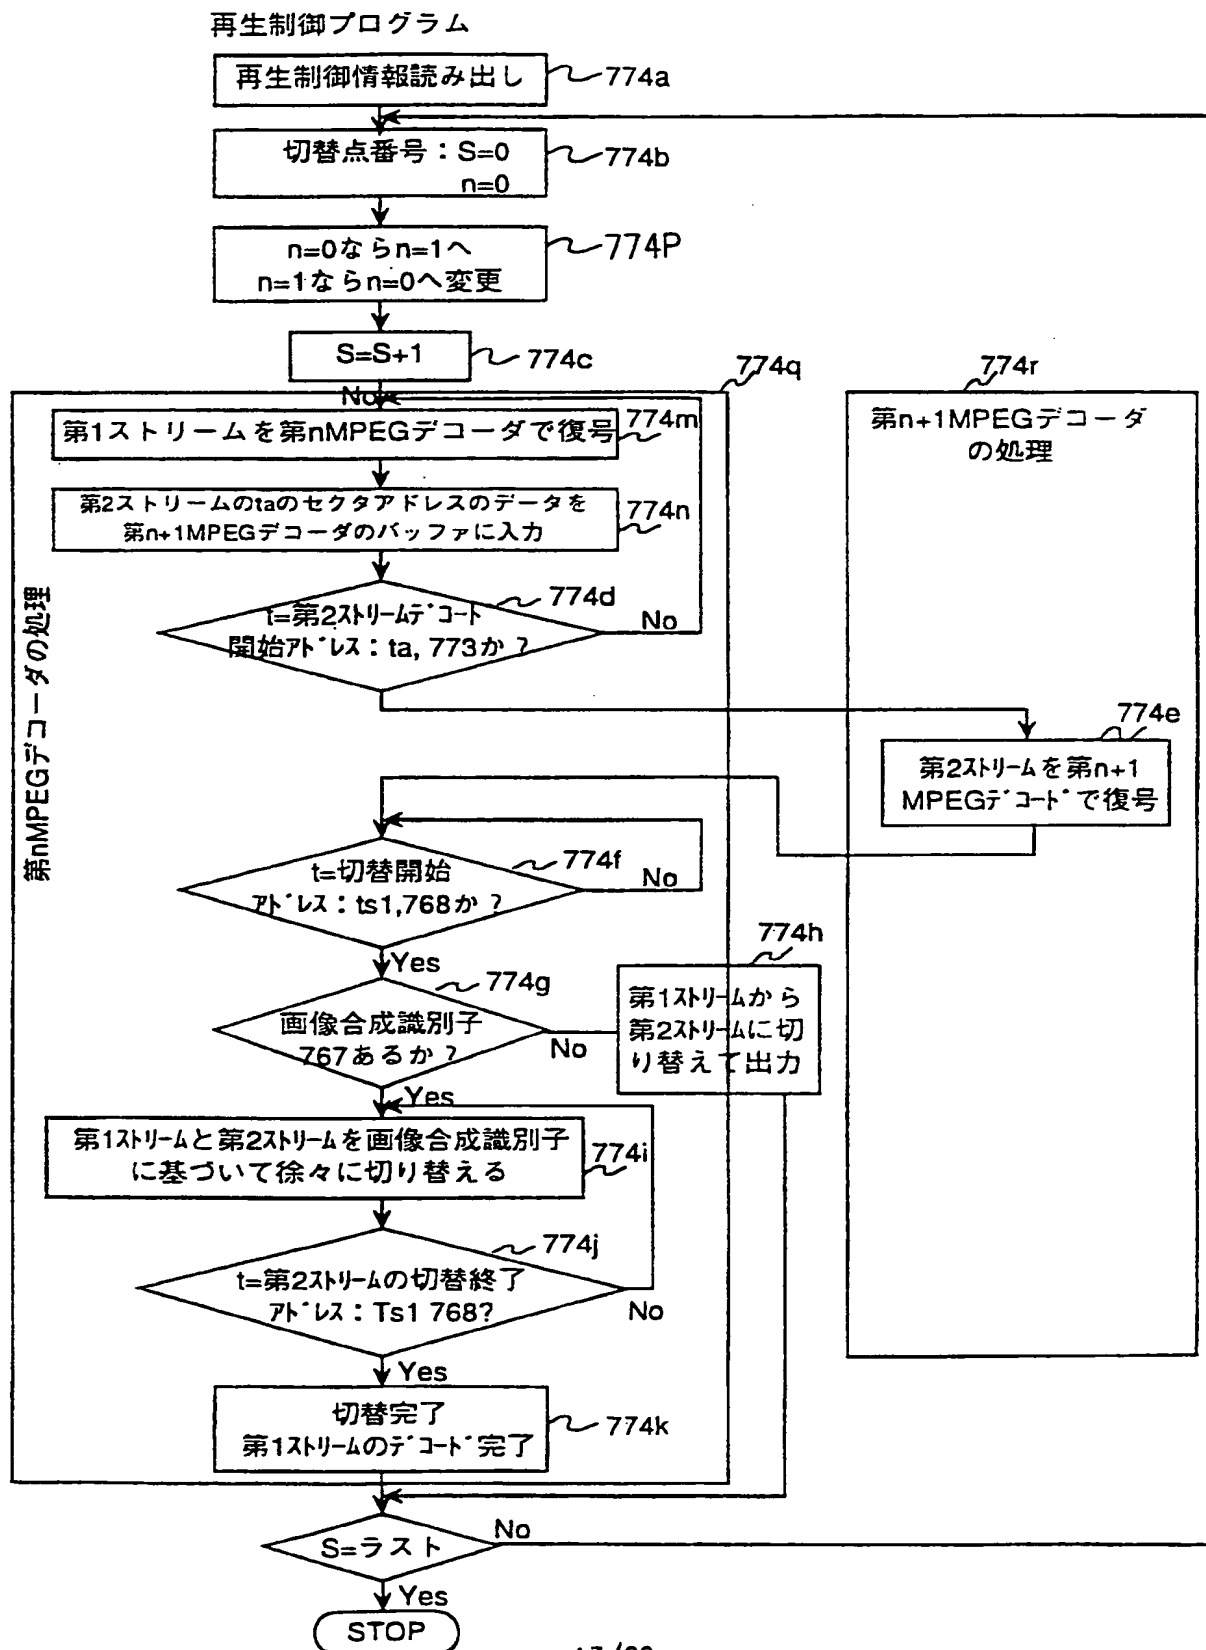 再生制御プログラム
再生制御情報読み出し
774a
切替点番号：S=0
n=0
774b
n=0ならn=1へ
n=1ならn=0へ変更
774P
S=S+1
774c
774q
774r
No
第1ストリームを第nMPEGデコーダで復号
774m
第n+1MPEGデコーダ
の処理
第2ストリームのtaのセクタアドレスのデータを
第n+1MPEGデコーダのバッファに入力
774n
第nMPEGデコーダの処理
t=第2ストリームデコート
開始アドレス：ta, 773か？
774d
No
774e
第2ストリームを第n+1
MPEGデコードで復号
t=切替開始
アドレス：ts1,768か？
774f
No
Yes
774g
画像合成識別子
767あるか？
No
774h
第1ストリームから
第2ストリームに切
り替えて出力
Yes
第1ストリームと第2ストリームを画像合成識別子
に基づいて徐々に切り替える
774i
774j
t=第2ストリームの切替終了
アドレス：Ts1 768?
No
Yes
切替完了
第1ストリームのデコード完了
774k
S=ラスト
No
Yes
STOP